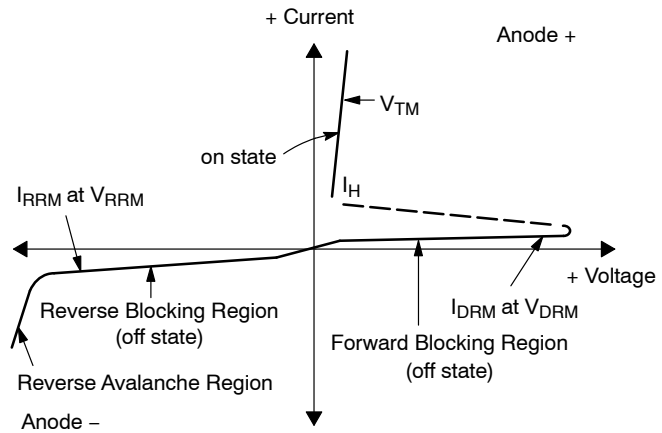 + Current
Anode +
V_TM
on state
I_H
I_RRM at V_RRM
+ Voltage
Reverse Blocking Region
(off state)
I_DRM at V_DRM
Forward Blocking Region
(off state)
Reverse Avalanche Region
Anode −